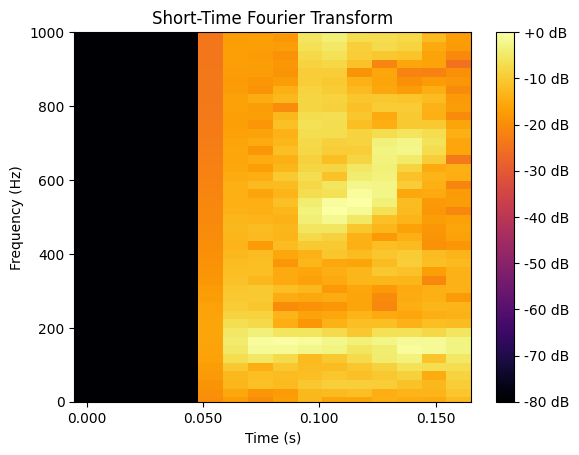 Short-Time Fourier Transform
1000
800
600
400
200
0
Frequency (Hz)
0.000
0.050
0.100
0.150
Time (s)
+0 dB
-10 dB
-20 dB
-30 dB
-40 dB
-50 dB
-60 dB
-70 dB
-80 dB